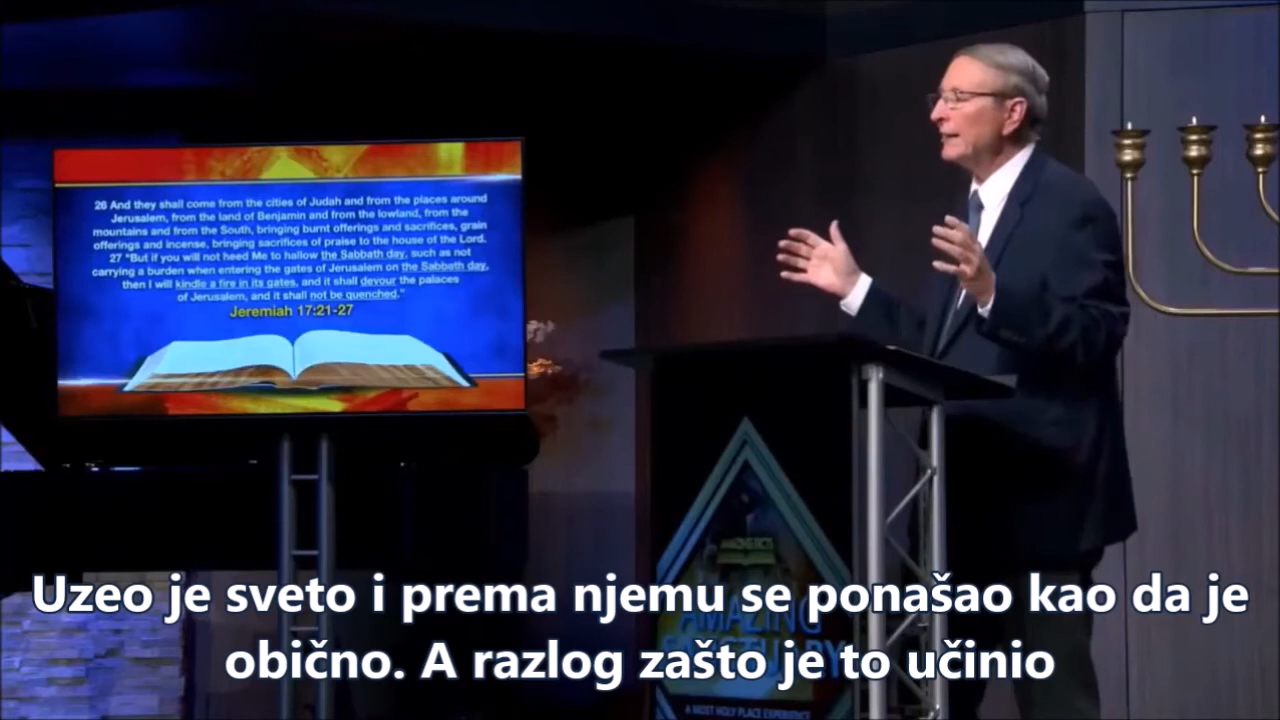 26 And they shall come from the cities of Judah and from the places around
Jerusalem, from the land of Benjamin and from the lowland, from the
mountains and from the South, bringing burnt offerings and sacrifices, grain
offerings and incense, bringing sacrifices of praise to the house of the Lord.
27 "But if you will not heed Me to hallow the Sabbath day, such as not
carrying a burden when entering the gates of Jerusalem on the Sabbath day,
then I will kindle a fire in its gates, and it shall devour the palaces
of Jerusalem, and it shall not be quenched."
Jeremiah 17:21-27
AMAZING
A MOST HOLY PLACE EXPERIENCE
Uzeo je sveto i prema njemu se ponašao kao da je
obično. A razlog zašto je to učinio